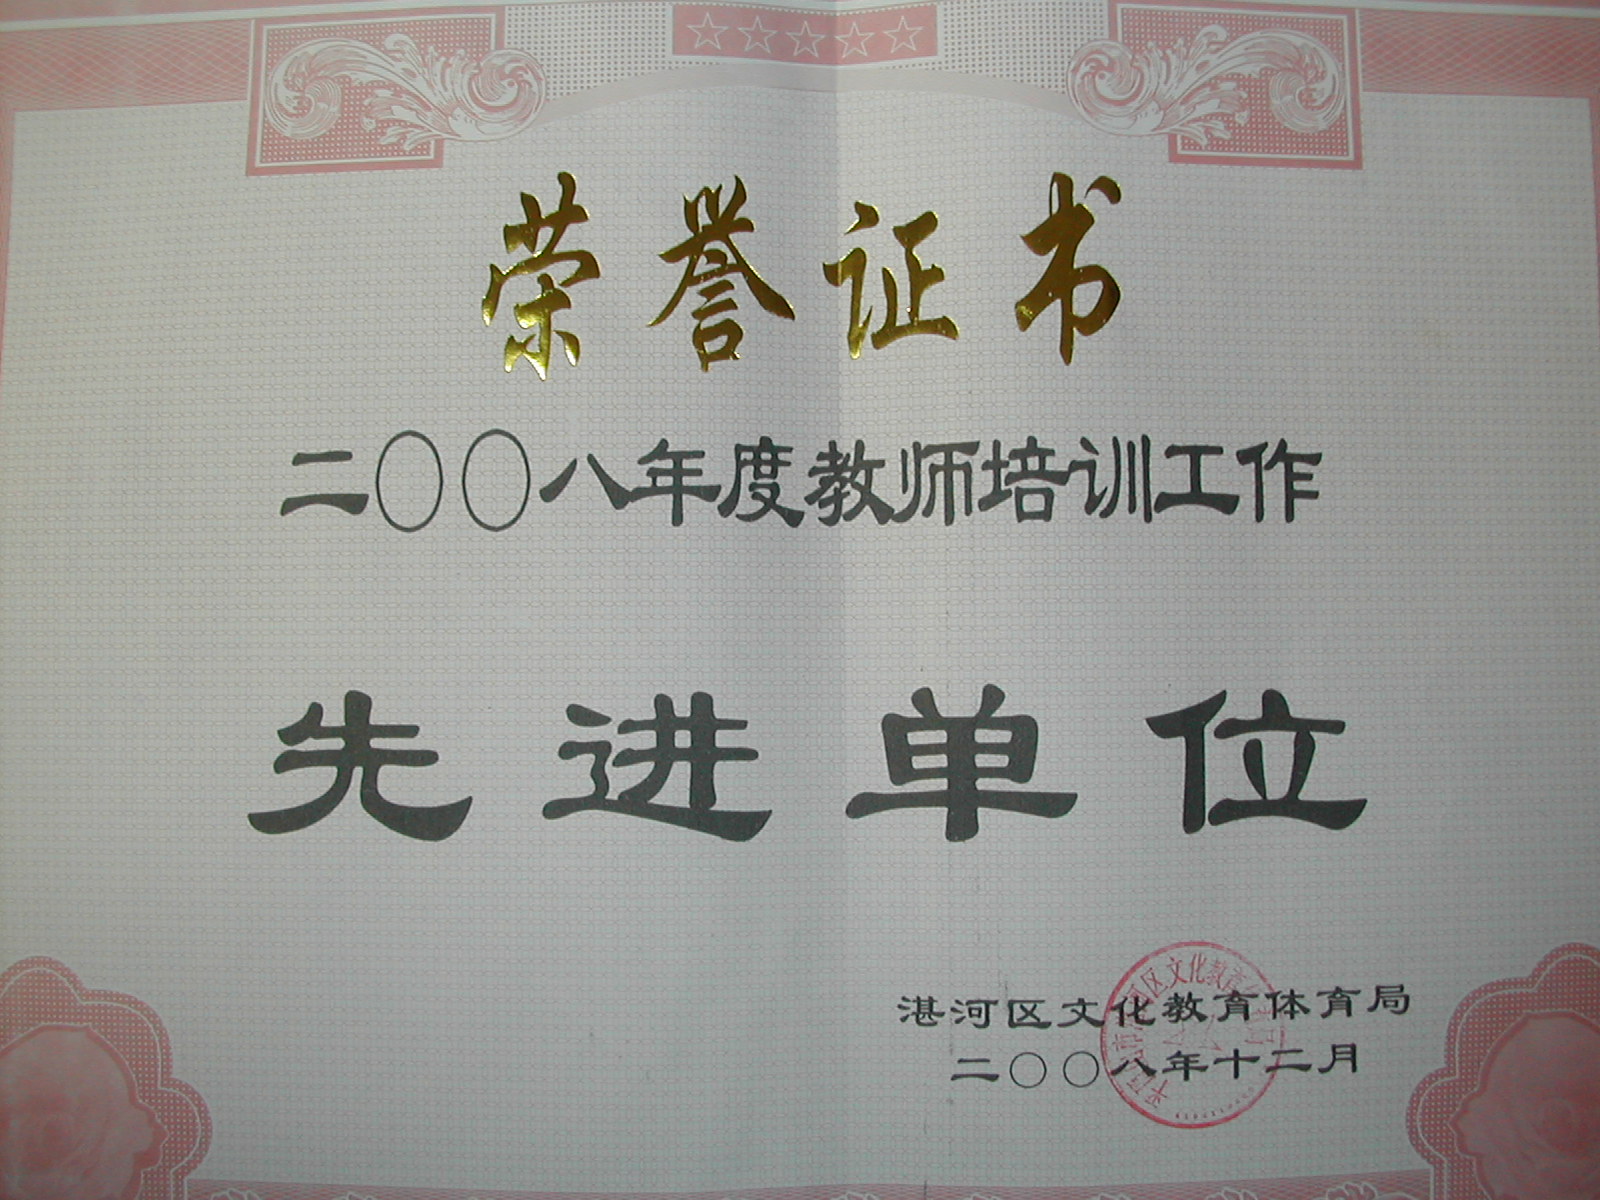 荣誉证书
二〇〇八年度教师培训工作
先进单位
湛河区文化教育体育局
二〇〇八年十二月